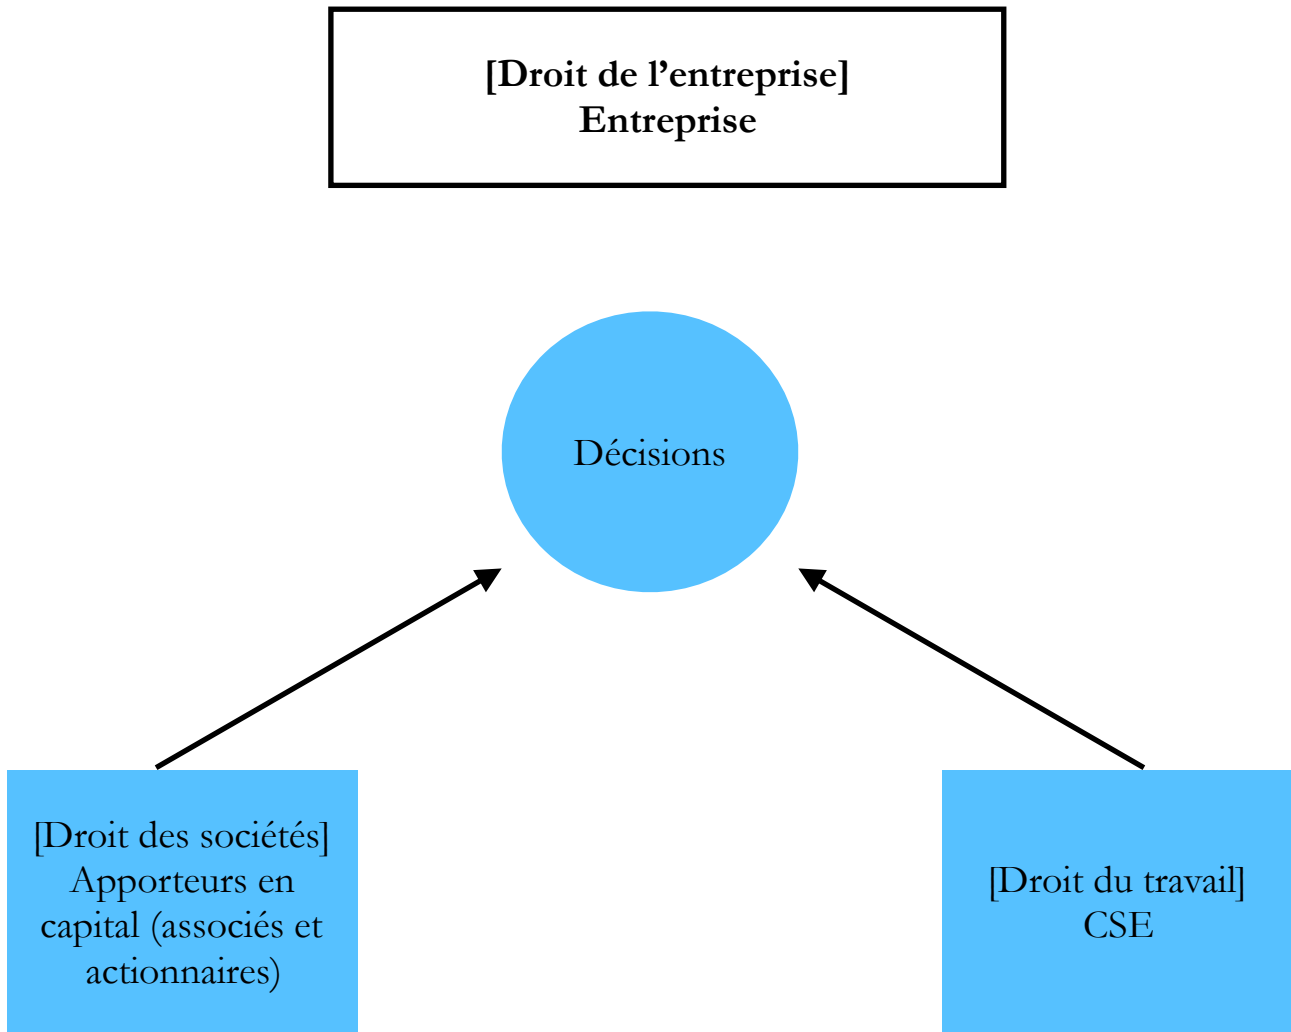 [Droit de l’entreprise]
Entreprise
Décisions
[Droit des sociétés]
Apporteurs en
capital (associés et
actionnaires)
[Droit du travail]
CSE